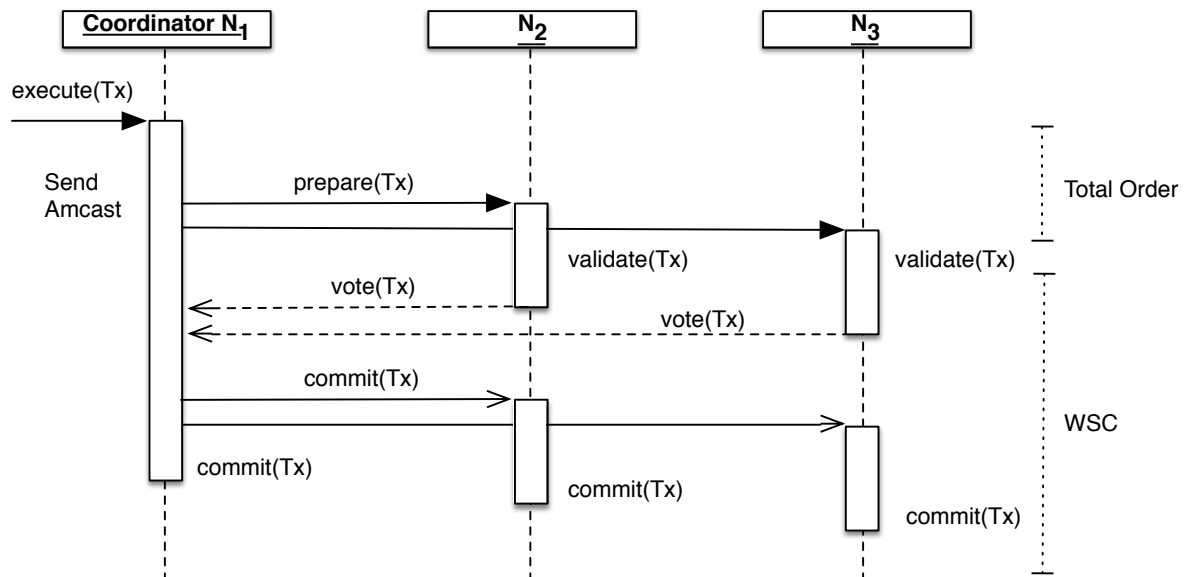 Coordinator N1
N2
N3
execute(Tx)
Send
Amcast
prepare(Tx)
Total Order
validate(Tx)
validate(Tx)
vote(Tx)
vote(Tx)
commit(Tx)
WSC
commit(Tx)
commit(Tx)
commit(Tx)